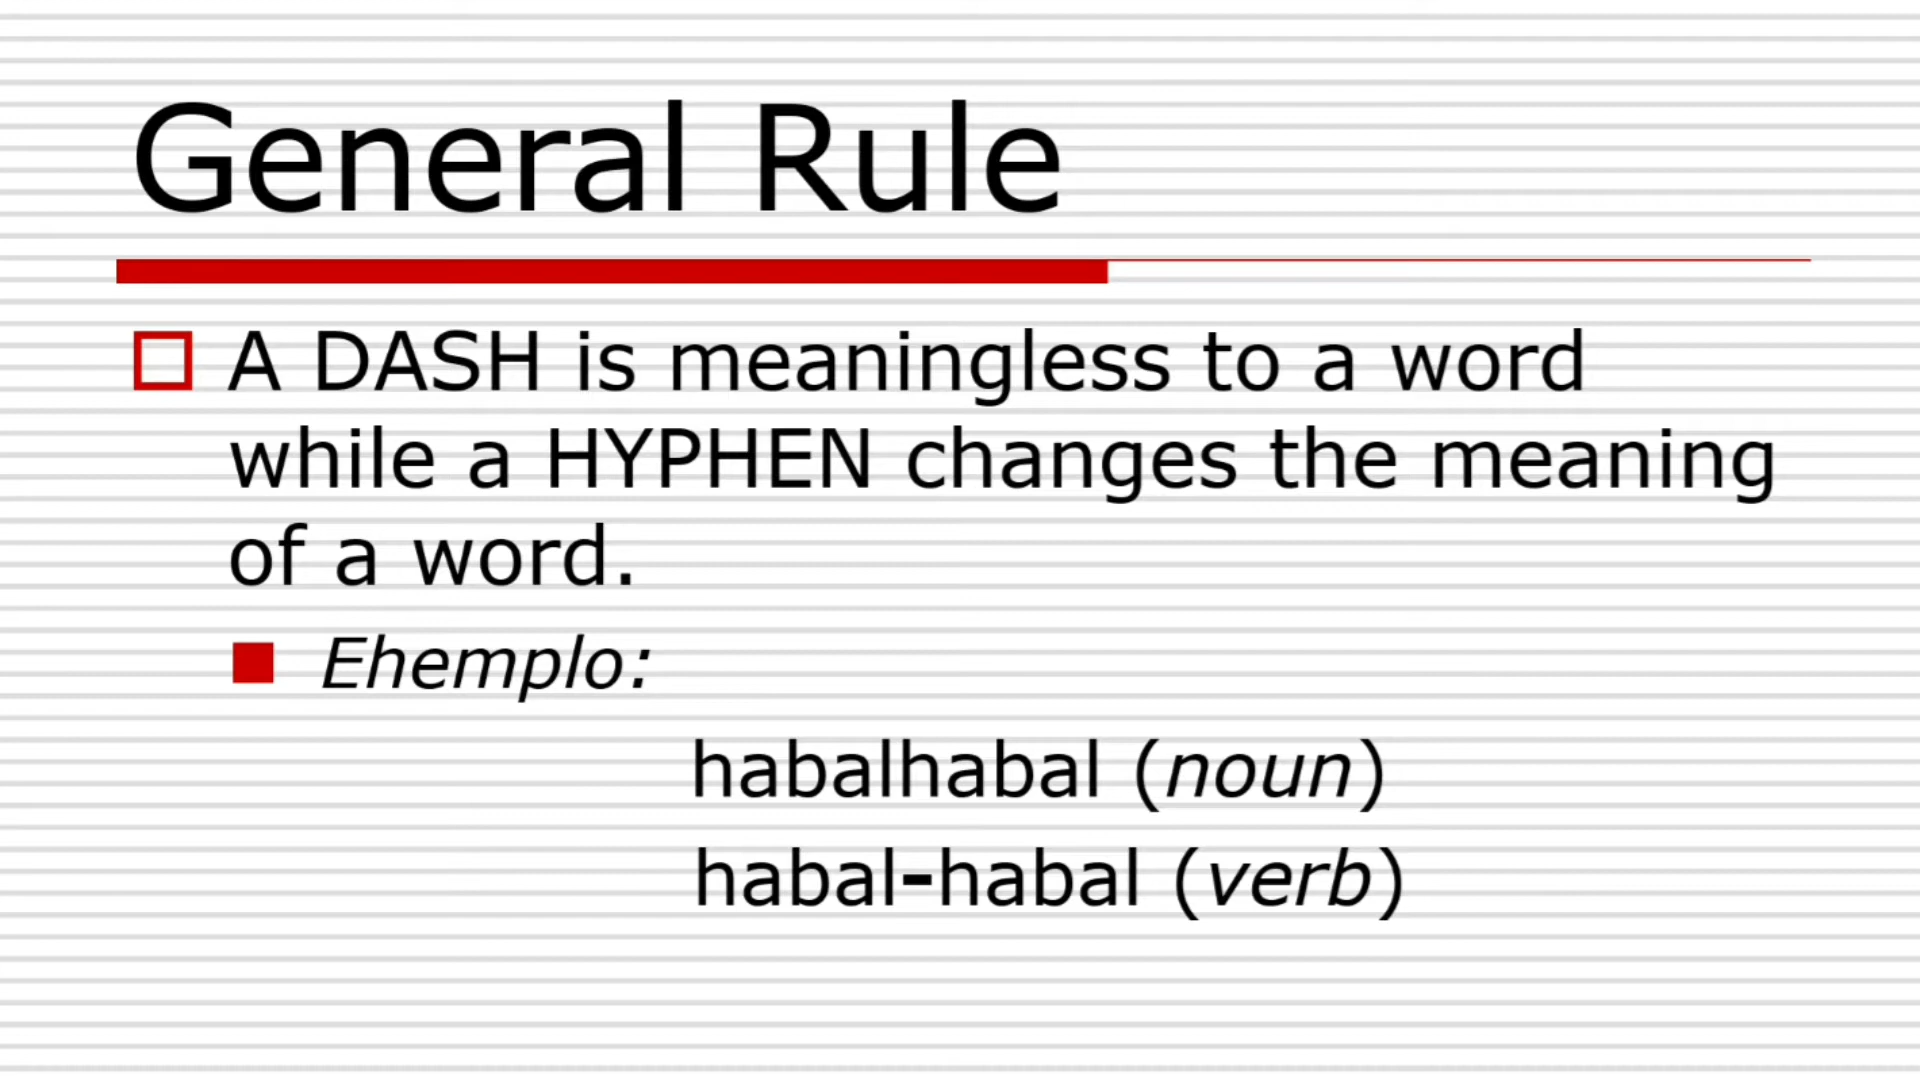 General Rule
A DASH is meaningless to a word
while a HYPHEN changes the meaning
of a word.
Ehemplo:
habalhabal (noun)
habal-habal (verb)